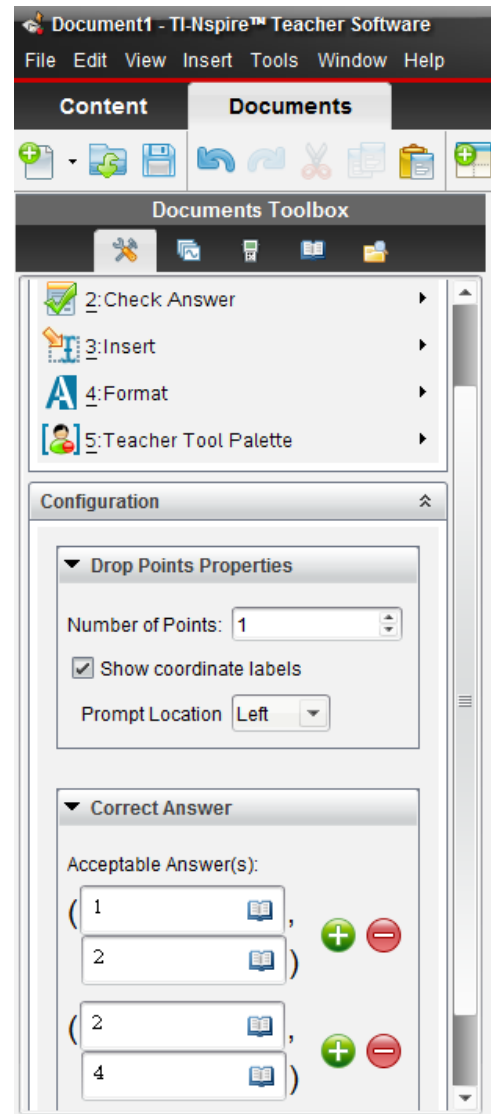 Document1 - TI-Nspire™ Teacher Software
File Edit View Insert Tools Window Help
Content Documents
Documents Toolbox
2:Check Answer
3:Insert
4:Format
5:Teacher Tool Palette
Configuration
Drop Points Properties
Number of Points: 1
Show coordinate labels
Prompt Location Left
Correct Answer
Acceptable Answer(s):
( 1 ,
2 )
( 2 ,
4 )